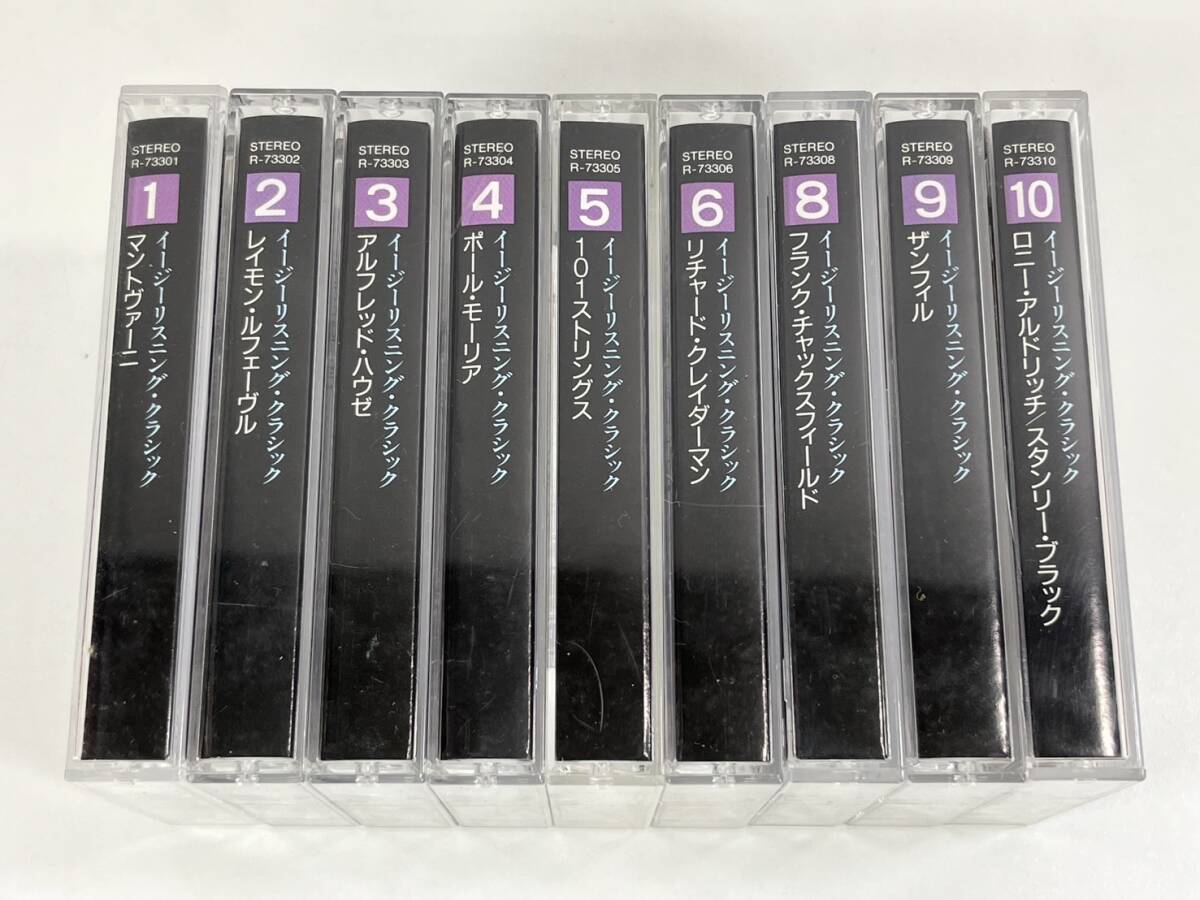 STEREO
R-73301
1
イージーリスニング・クラシック
マントヴァーニ
STEREO
R-73302
2
イージーリスニング・クラシック
レイモン・ルフェーヴル
STEREO
R-73303
3
イージーリスニング・クラシック
アルフレッド・ハウゼ
STEREO
R-73304
4
イージーリスニング・クラシック
ポール・モーリア
STEREO
R-73305
5
イージーリスニング・クラシック
101ストリングス
STEREO
R-73306
6
イージーリスニング・クラシック
リチャード・クレイダーマン
STEREO
R-73308
8
イージーリスニング・クラシック
フランク・チャックスフィールド
STEREO
R-73309
9
イージーリスニング・クラシック
ザンフィル
STEREO
R-73310
10
イージーリスニング・クラシック
ロニー・アルドリッチ/スタンリー・ブラック